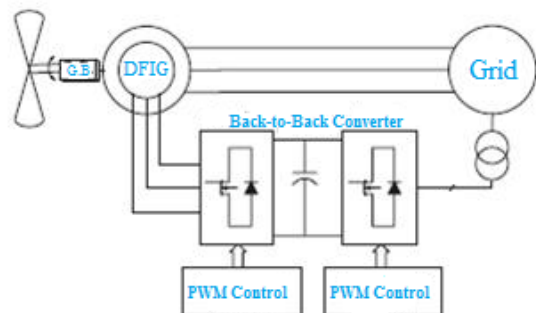 G.B.
DFIG
Grid
Back-to-Back Converter
PWM Control
PWM Control